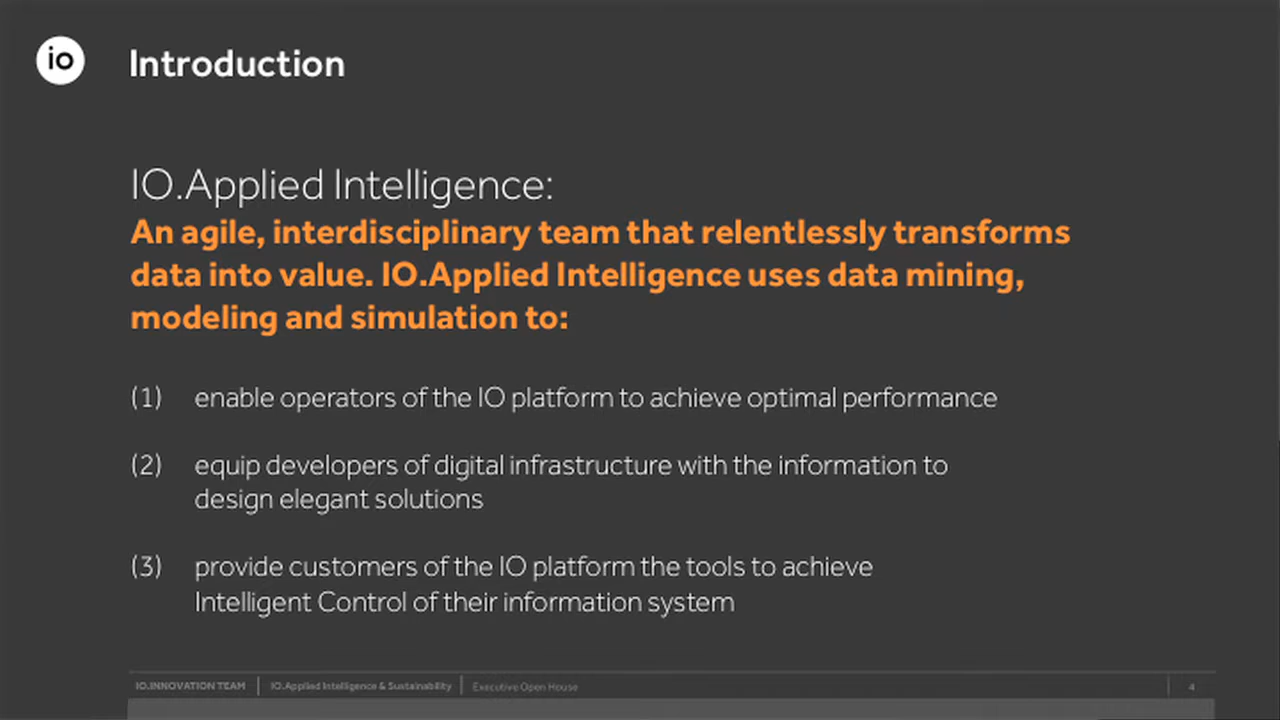 io
Introduction
IO.Applied Intelligence:
An agile, interdisciplinary team that relentlessly transforms
data into value. IO.Applied Intelligence uses data mining,
modeling and simulation to:
(1) enable operators of the IO platform to achieve optimal performance
(2) equip developers of digital infrastructure with the information to
design elegant solutions
(3) provide customers of the IO platform the tools to achieve
Intelligent Control of their information system
IO.INNOVATION TEAM | IO.Applied Intelligence & Sustainability | Executive Open House | 4